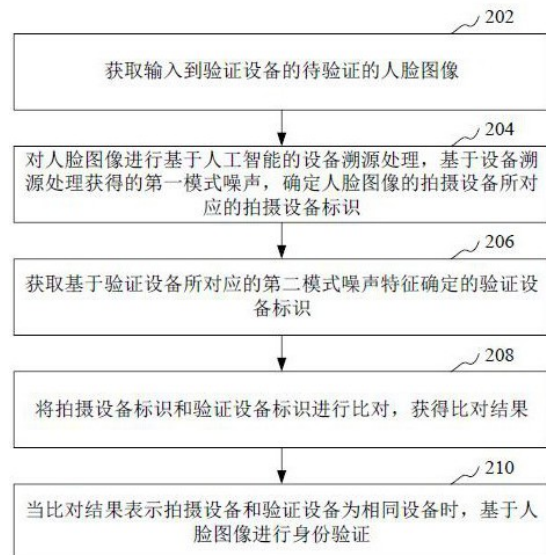 202
获取输入到验证设备的待验证的人脸图像
204
对人脸图像进行基于人工智能的设备溯源处理，基于设备溯
源处理获得的第一模式噪声，确定人脸图像的拍摄设备所对
应的拍摄设备标识
206
获取基于验证设备所对应的第二模式噪声特征确定的验证设
备标识
208
将拍摄设备标识和验证设备标识进行比对，获得比对结果
210
当比对结果表示拍摄设备和验证设备为相同设备时，基于人
脸图像进行身份验证